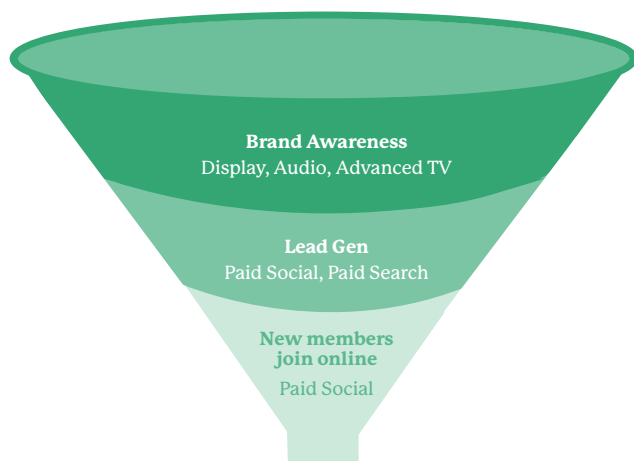 Brand Awareness
Display, Audio, Advanced TV
Lead Gen
Paid Social, Paid Search
New members
join online
Paid Social